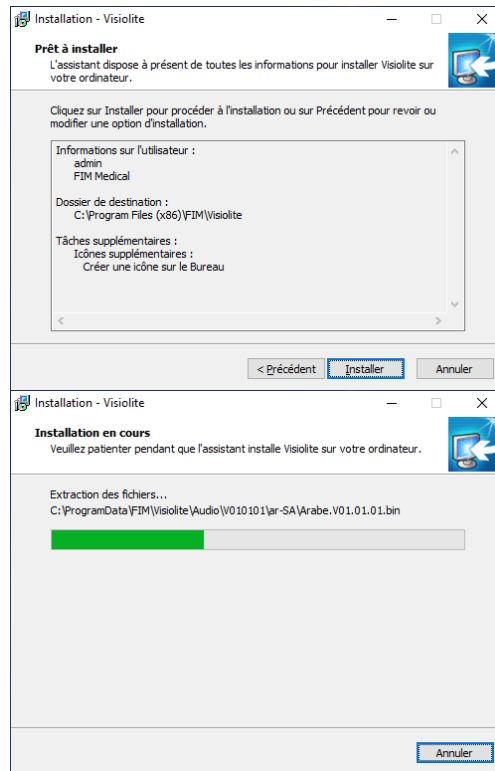 Installation - Visiolite
Prêt à installer
L'assistant dispose à présent de toutes les informations pour installer Visiolite sur
votre ordinateur.
Cliquez sur Installer pour procéder à l'installation ou sur Précédent pour revoir ou
modifier une option d'installation.
Informations sur l'utilisateur :
admin
FIM Medical
Dossier de destination :
C:\Program Files (x86)\FIM\Visiolite
Tâches supplémentaires :
Icônes supplémentaires :
Créer une icône sur le Bureau
< Précédent Installer Annuler
Installation - Visiolite
Installation en cours
Veuillez patienter pendant que l'assistant installe Visiolite sur votre ordinateur.
Extraction des fichiers...
C:\ProgramData\FIM\Visiolite\Audio\V010101\ar-SA\Arabe.V01.01.01.bin
Annuler